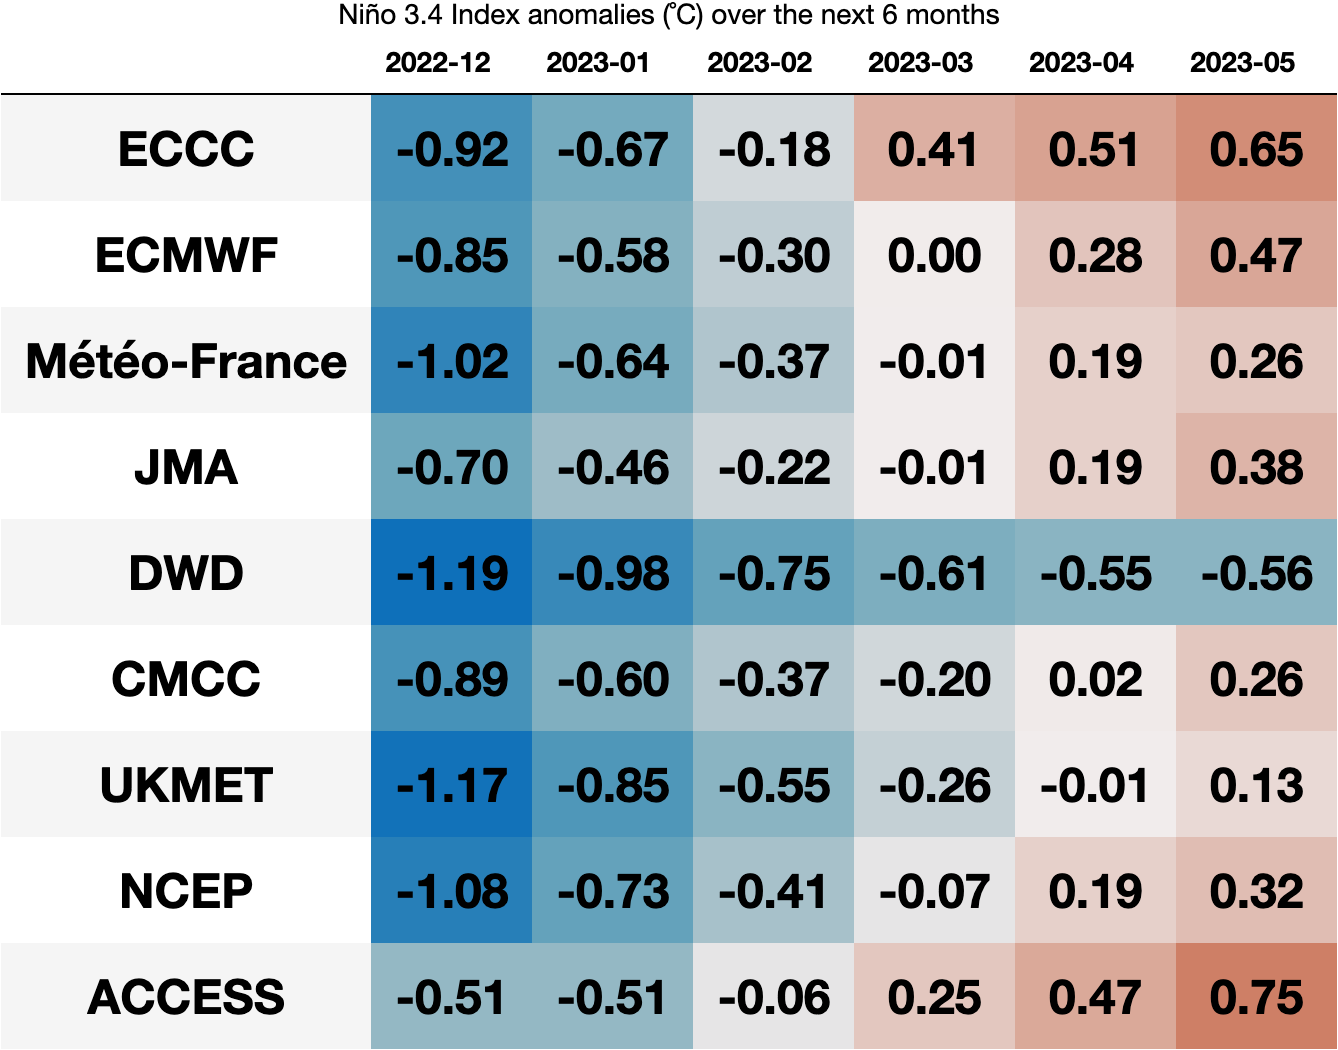 Niño 3.4 Index anomalies (˚C) over the next 6 months
2022-12 2023-01 2023-02 2023-03 2023-04 2023-05
ECCC -0.92 -0.67 -0.18 0.41 0.51 0.65
ECMWF -0.85 -0.58 -0.30 0.00 0.28 0.47
Météo-France -1.02 -0.64 -0.37 -0.01 0.19 0.26
JMA -0.70 -0.46 -0.22 -0.01 0.19 0.38
DWD -1.19 -0.98 -0.75 -0.61 -0.55 -0.56
CMCC -0.89 -0.60 -0.37 -0.20 0.02 0.26
UKMET -1.17 -0.85 -0.55 -0.26 -0.01 0.13
NCEP -1.08 -0.73 -0.41 -0.07 0.19 0.32
ACCESS -0.51 -0.51 -0.06 0.25 0.47 0.75